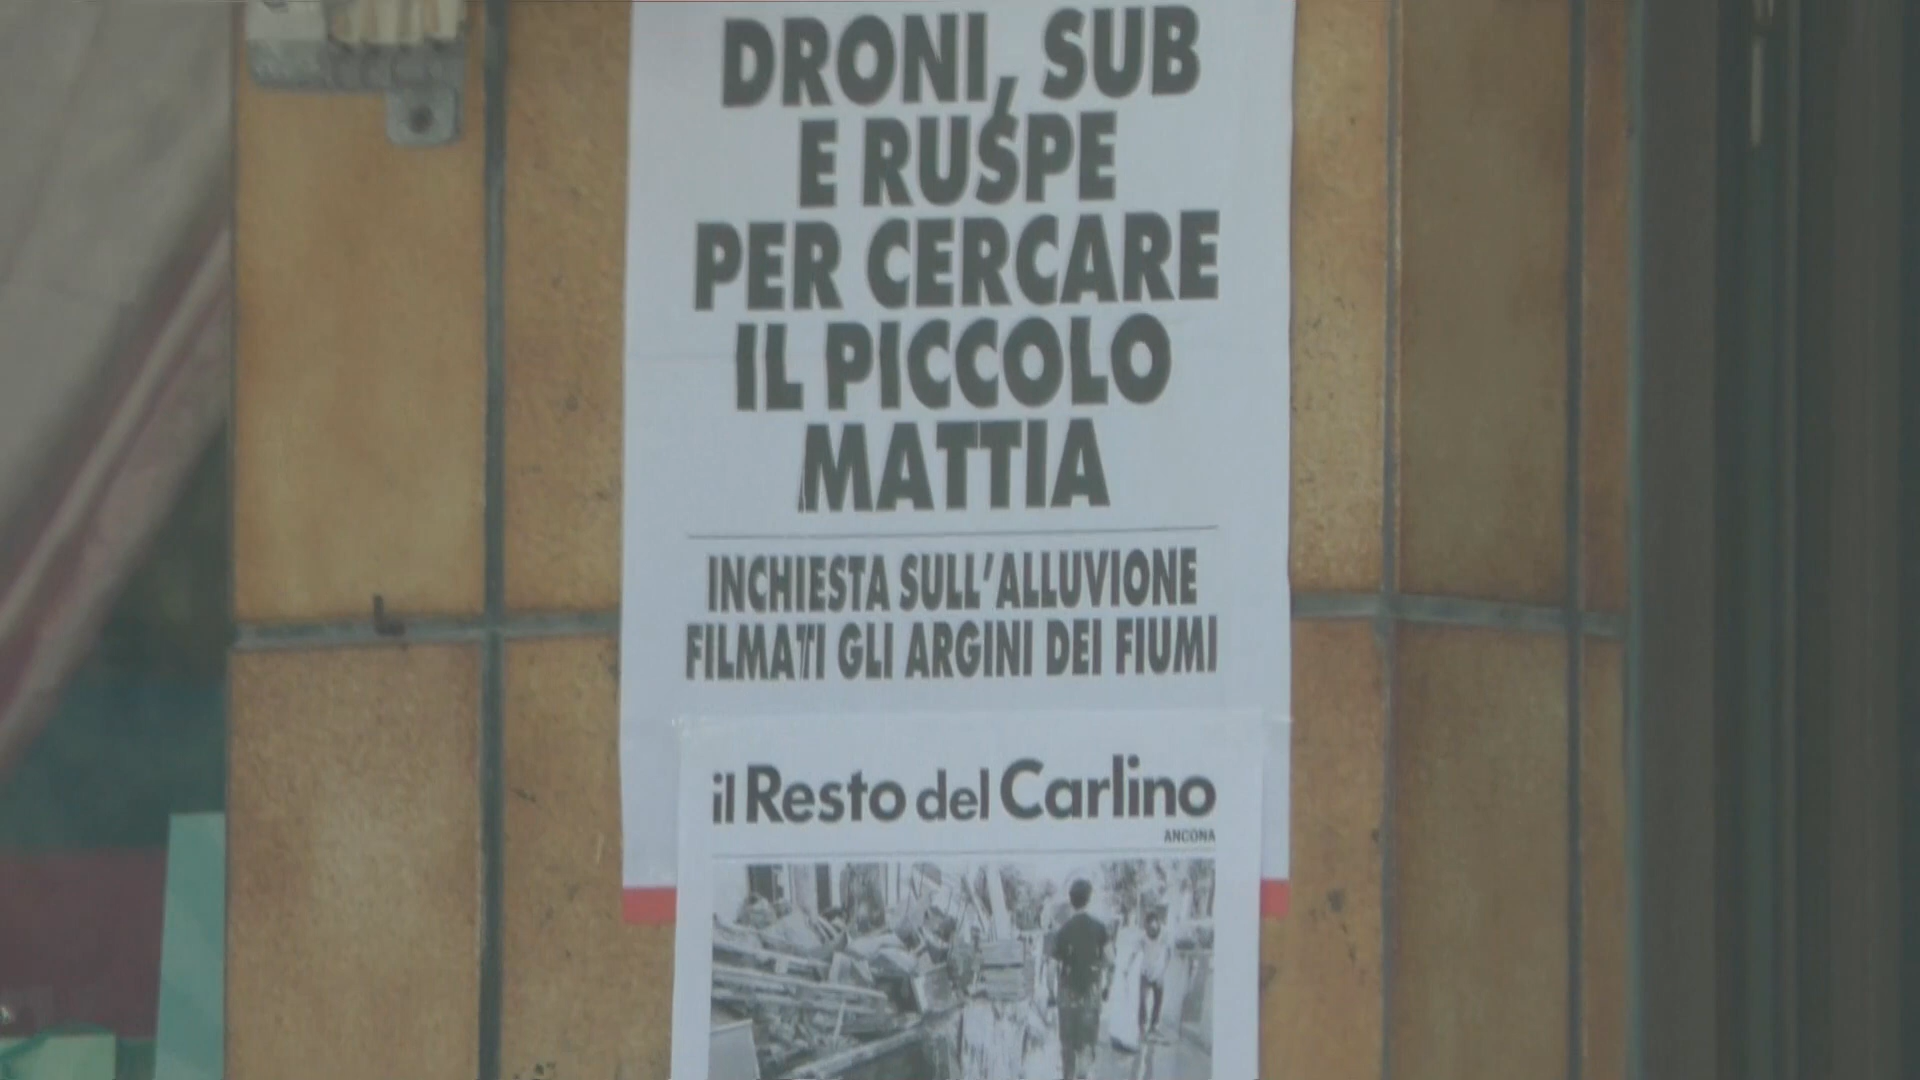 DRONI, SUB
E RUSPE
PER CERCARE
IL PICCOLO
MATTIA
INCHIESTA SULL'ALLUVIONE
FILMATI GLI ARGINI DEI FIUMI
il Resto del Carlino
ANCONA